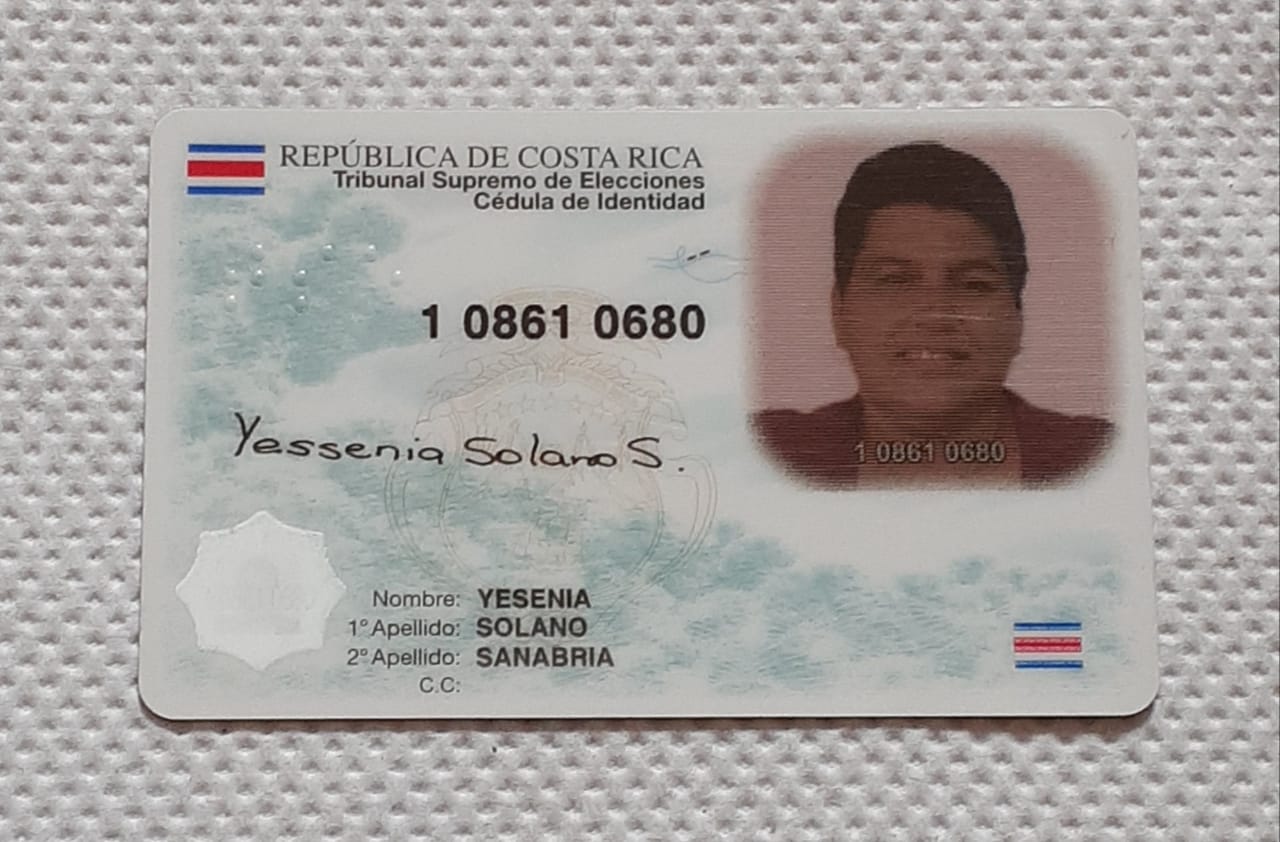 REPÚBLICA DE COSTA RICA
Tribunal Supremo de Elecciones
Cédula de Identidad
1 0861 0680
Yessenia Solano S.
1 0861 0680
Nombre: YESENIA
1° Apellido: SOLANO
2° Apellido: SANABRIA
C.C: